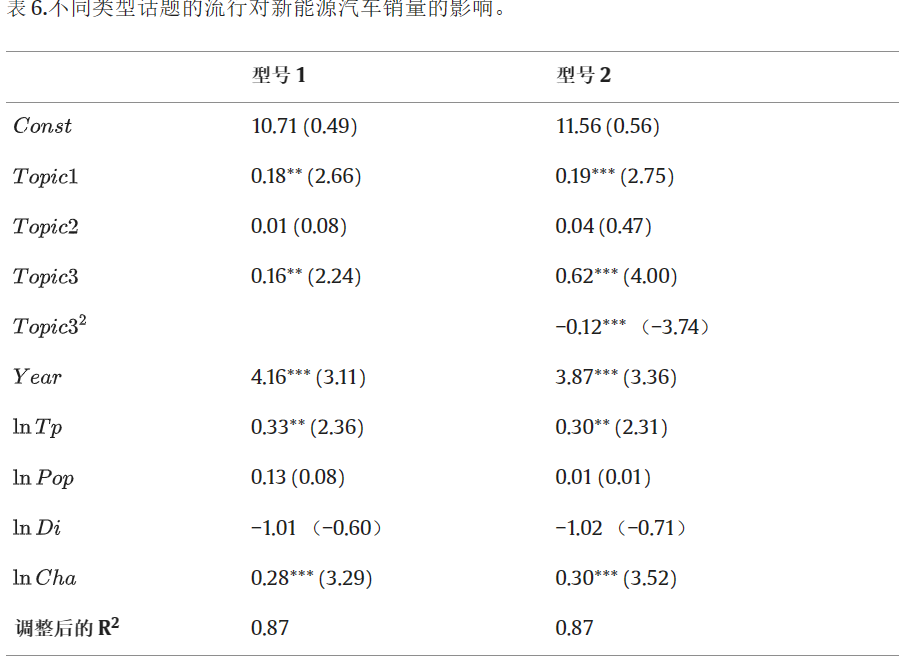 表 6.不同类型话题的流行对新能源汽车销量的影响。
型号 1 型号 2
Const 10.71 (0.49) 11.56 (0.56)
Topic1 0.18** (2.66) 0.19*** (2.75)
Topic2 0.01 (0.08) 0.04 (0.47)
Topic3 0.16** (2.24) 0.62*** (4.00)
Topic3² −0.12*** （−3.74）
Year 4.16*** (3.11) 3.87*** (3.36)
ln Tp 0.33** (2.36) 0.30** (2.31)
ln Pop 0.13 (0.08) 0.01 (0.01)
ln Di −1.01 （−0.60） −1.02 （−0.71）
ln Cha 0.28*** (3.29) 0.30*** (3.52)
调整后的 R² 0.87 0.87